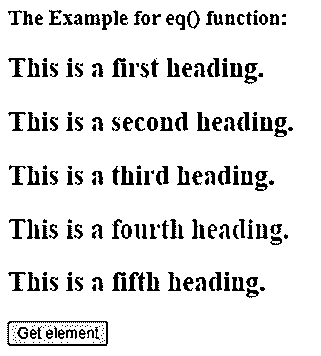 The Example for eq() function:
This is a first heading.
This is a second heading.
This is a third heading.
This is a fourth heading.
This is a fifth heading.
Get element